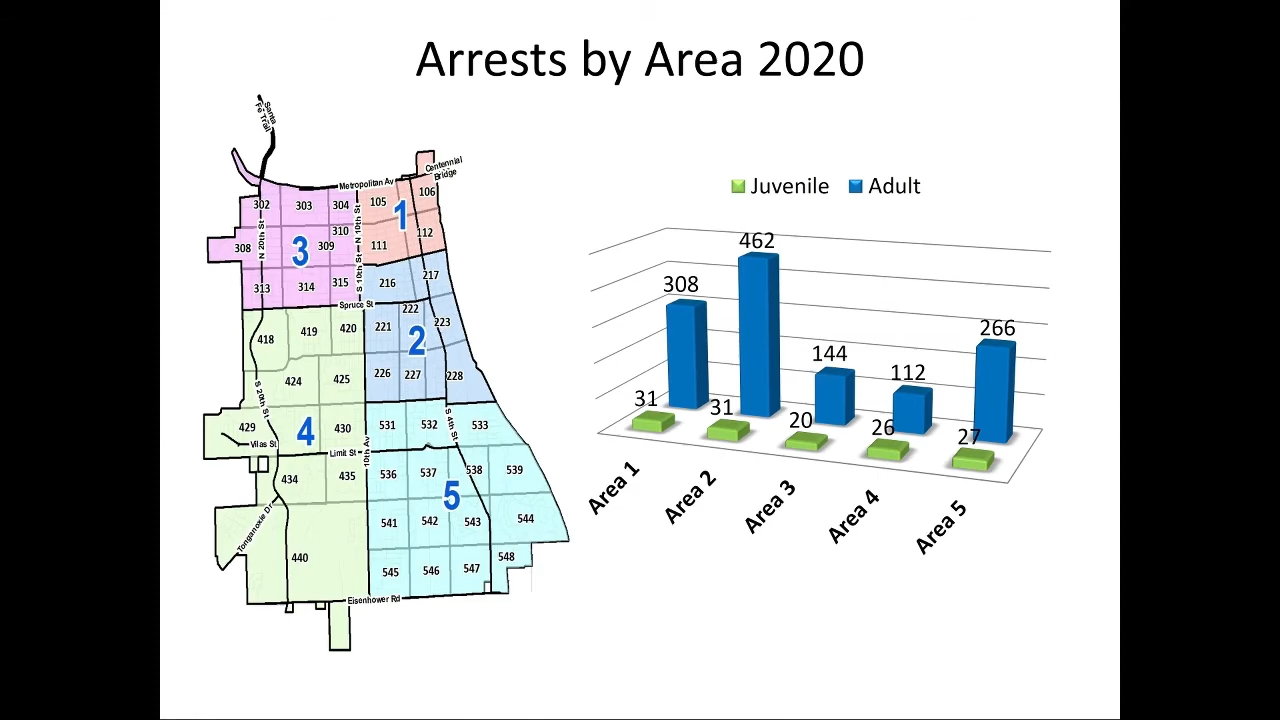 Arrests by Area 2020
Santa
Fe Trail
Centennial
Bridge
Metropolitan Av
302
303
304
105
106
N 20th St
N 10th St
1
308
3
309
310
111
112
S 10th St
313
314
315
216
217
Spruce St
418
419
420
221
222
223
2
424
425
226
227
228
S 20th St
429
4
430
531
532
S 4th St
533
Vilas St
Limit St
10th Av
434
435
536
537
538
539
5
Tonganoxie Dr
541
542
543
544
440
545
546
547
548
Eisenhower Rd
Juvenile Adult
308
462
144
112
266
31
31
20
26
27
Area 1
Area 2
Area 3
Area 4
Area 5